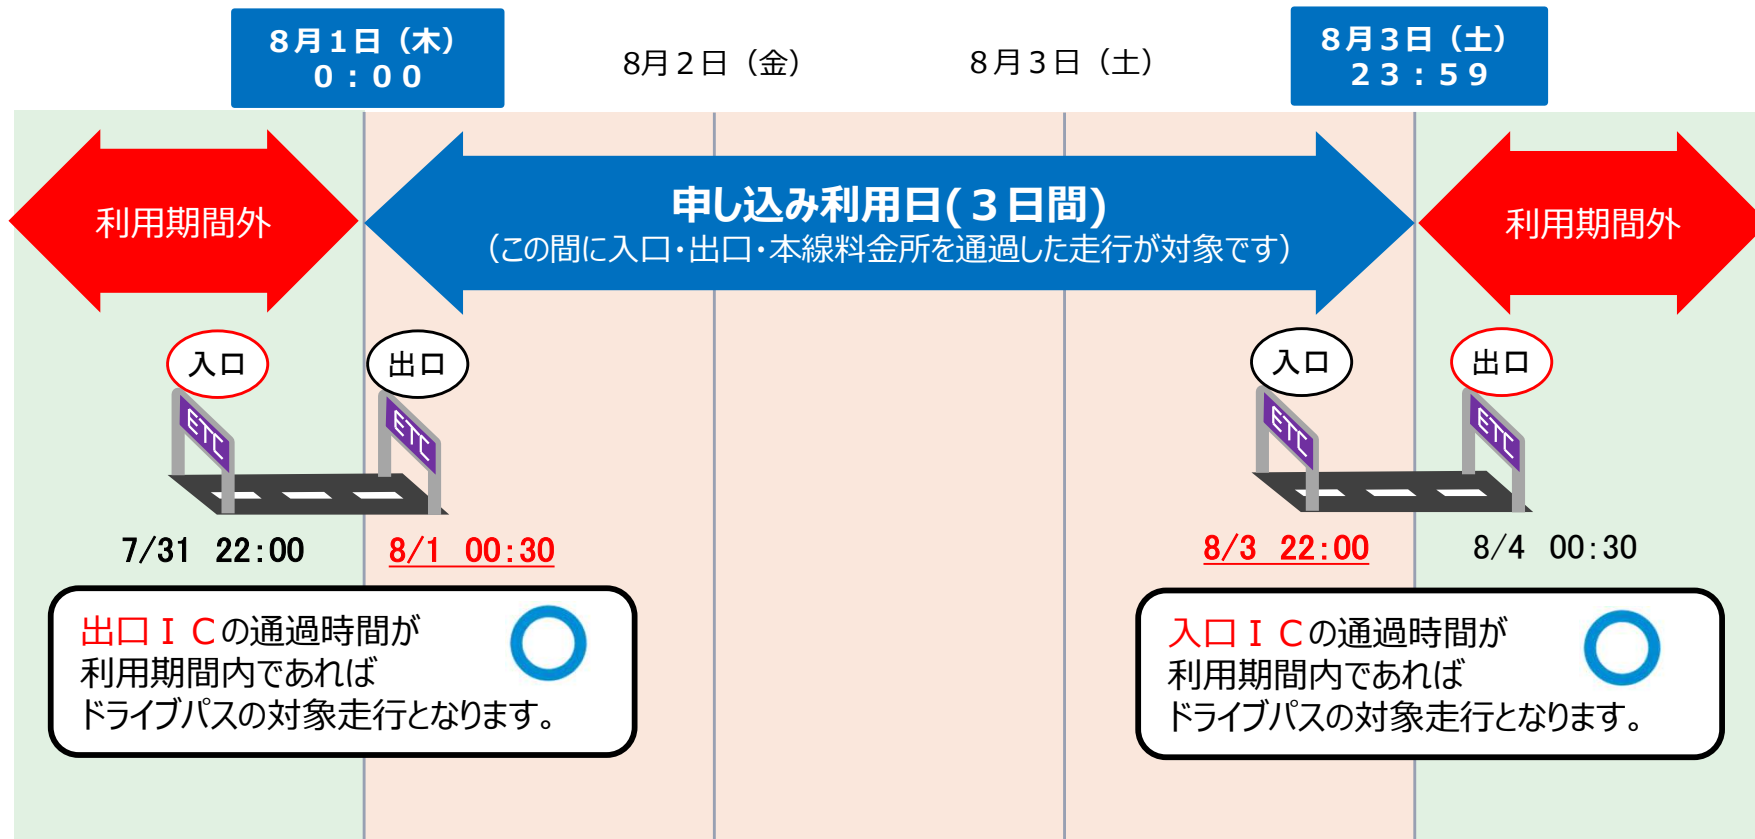 8月1日（木）
0：00
8月2日（金）
8月3日（土）
8月3日（土）
23：59
利用期間外
申し込み利用日(３日間)
（この間に入口・出口・本線料金所を通過した走行が対象です）
利用期間外
入口
出口
入口
出口
ETC
ETC
ETC
ETC
7/31 22:00
8/1 00:30
8/3 22:00
8/4 00:30
出口ＩＣの通過時間が
利用期間内であれば
ドライブパスの対象走行となります。
入口ＩＣの通過時間が
利用期間内であれば
ドライブパスの対象走行となります。